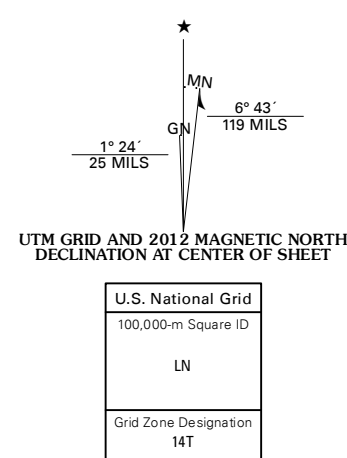 ★
MN
6° 43´
119 MILS
GN
1° 24´
25 MILS
UTM GRID AND 2012 MAGNETIC NORTH
DECLINATION AT CENTER OF SHEET
U.S. National Grid
100,000-m Square ID
LN
Grid Zone Designation
14T